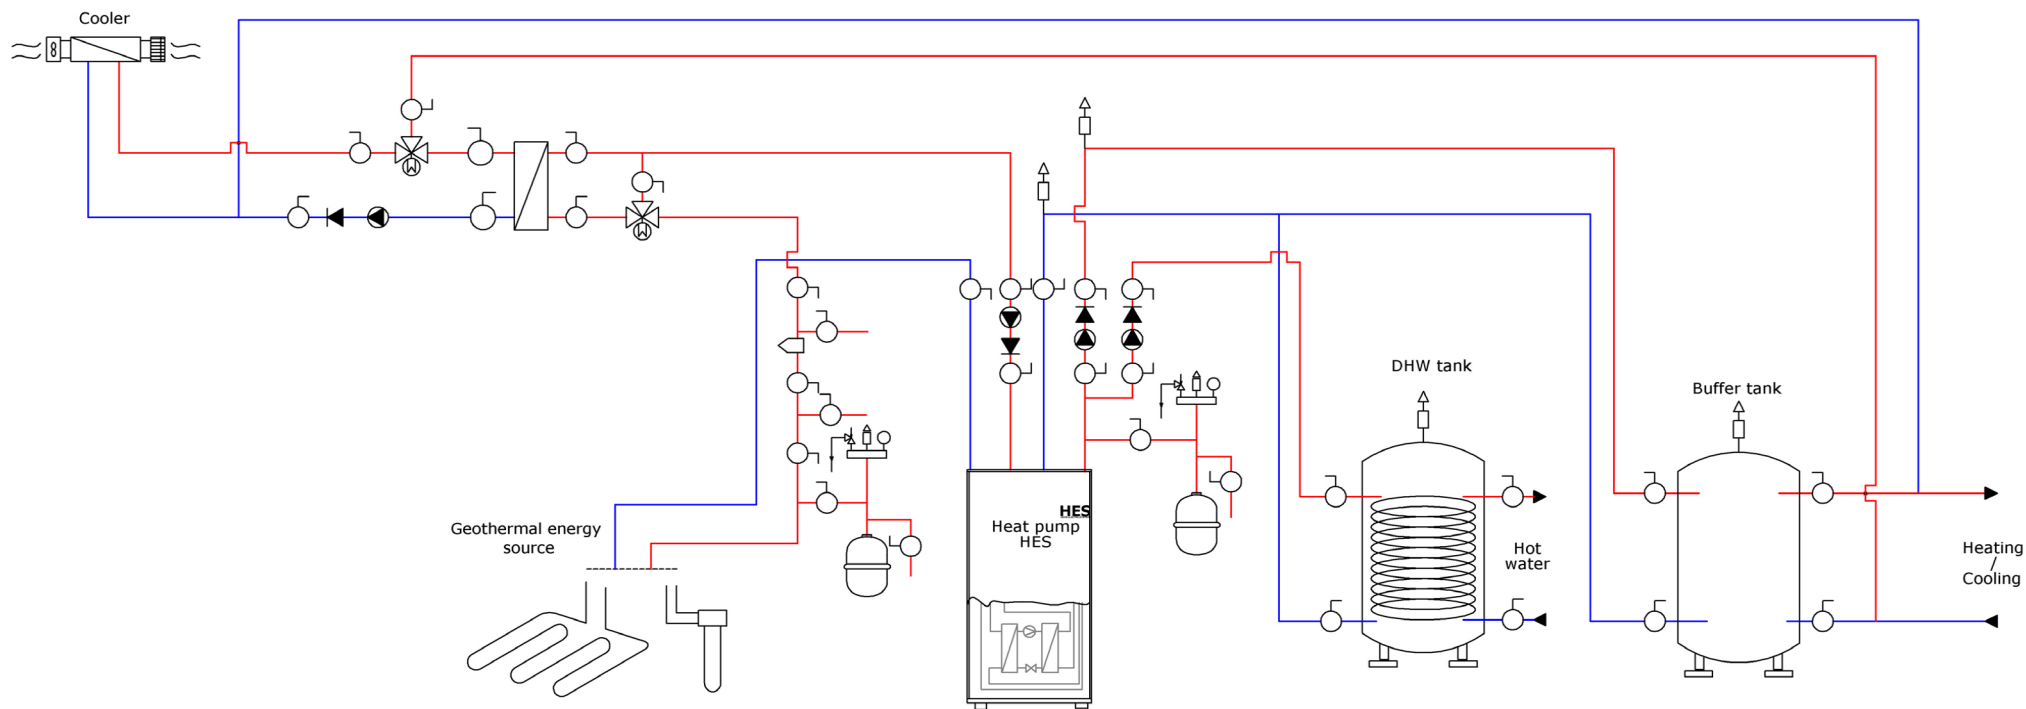 Cooler
DHW tank
Buffer tank
HES
Heat pump
HES
Geothermal energy
source
Hot
water
Heating
/
Cooling